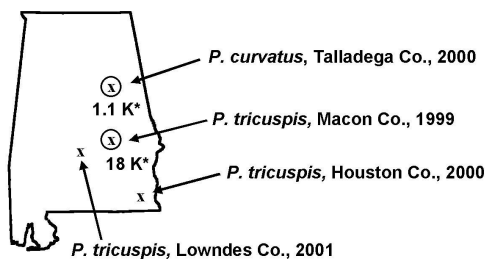 P. curvatus, Talladega Co., 2000
x
1.1 K*
P. tricuspis, Macon Co., 1999
x
x
18 K*
P. tricuspis, Houston Co., 2000
x
P. tricuspis, Lowndes Co., 2001